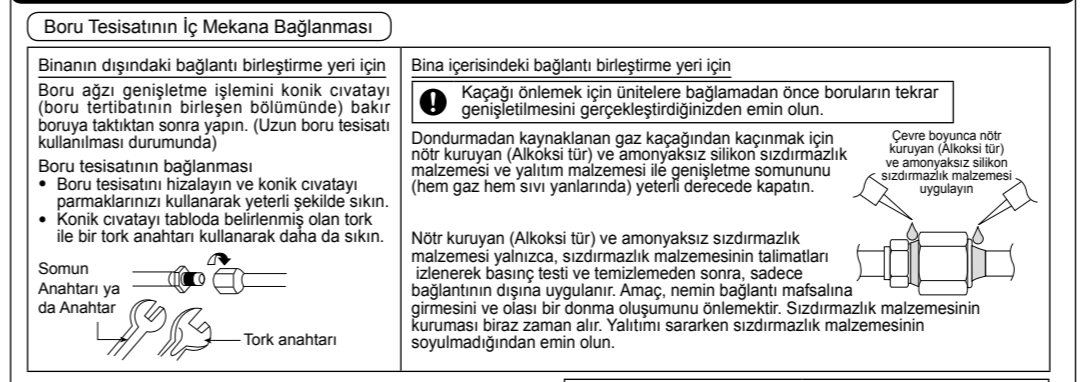 Boru Tesisatının İç Mekana Bağlanması
Binanın dışındaki bağlantı birleştirme yeri için
Boru ağzı genişletme işlemini konik cıvatayı
(boru tertibatının birleşen bölümünde) bakır
boruya taktıktan sonra yapın. (Uzun boru tesisatı
kullanılması durumunda)
Boru tesisatının bağlanması
• Boru tesisatını hizalayın ve konik cıvatayı
parmaklarınızı kullanarak yeterli şekilde sıkın.
• Konik cıvatayı tabloda belirlenmiş olan tork
ile bir tork anahtarı kullanarak daha da sıkın.
Somun
Anahtarı ya
da Anahtar
Tork anahtarı
Bina içerisindeki bağlantı birleştirme yeri için
Kaçağı önlemek için ünitelere bağlamadan önce boruların tekrar
genişletilmesini gerçekleştirdiğinizden emin olun.
Dondurmadan kaynaklanan gaz kaçağından kaçınmak için
nötr kuruyan (Alkoksi tür) ve amonyaksız silikon sızdırmazlık
malzemesi ve yalıtım malzemesi ile genişletme somununu
(hem gaz hem sıvı yanlarında) yeterli derecede kapatın.
Çevre boyunca nötr
kuruyan (Alkoksi tür)
ve amonyaksız silikon
sızdırmazlık malzemesi
uygulayın
Nötr kuruyan (Alkoksi tür) ve amonyaksız sızdırmazlık
malzemesi yalnızca, sızdırmazlık malzemesinin talimatları
izlenerek basınç testi ve temizlemeden sonra, sadece
bağlantının dışına uygulanır. Amaç, nemin bağlantı mafsalına
girmesini ve olası bir donma oluşumunu önlemektir. Sızdırmazlık malzemesinin
kuruması biraz zaman alır. Yalıtımı sararken sızdırmazlık malzemesinin
soyulmadığından emin olun.